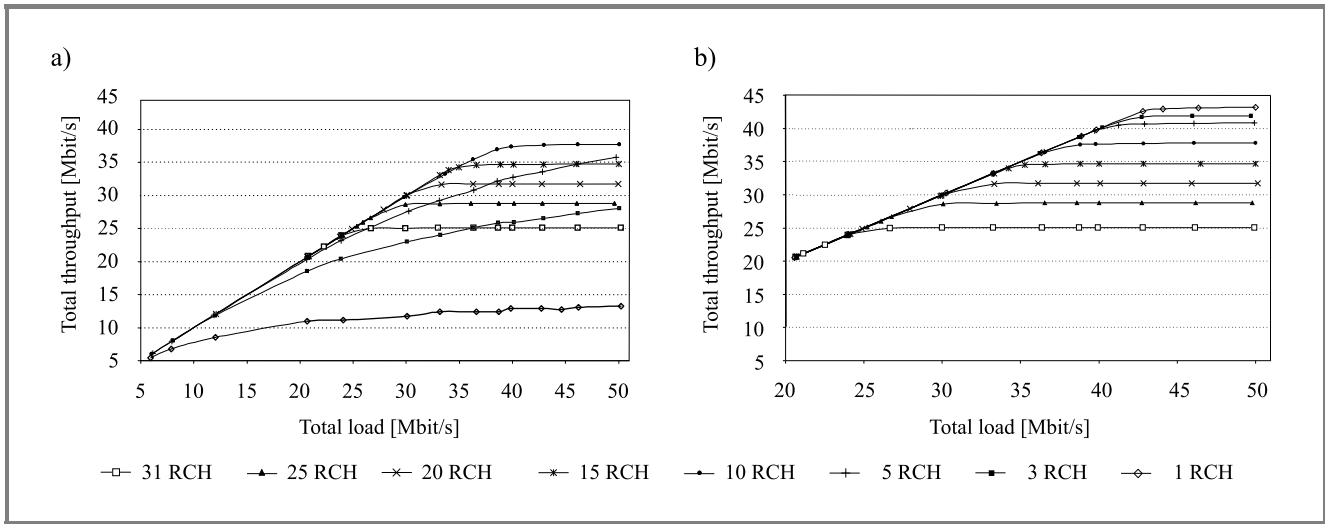 a)
45
40
35
30
25
20
15
10
5
Total throughput [Mbit/s]
5 10 15 20 25 30 35 40 45 50
Total load [Mbit/s]
b)
45
40
35
30
25
20
15
10
5
Total throughput [Mbit/s]
20 25 30 35 40 45 50
Total load [Mbit/s]
31 RCH 25 RCH 20 RCH 15 RCH 10 RCH 5 RCH 3 RCH 1 RCH